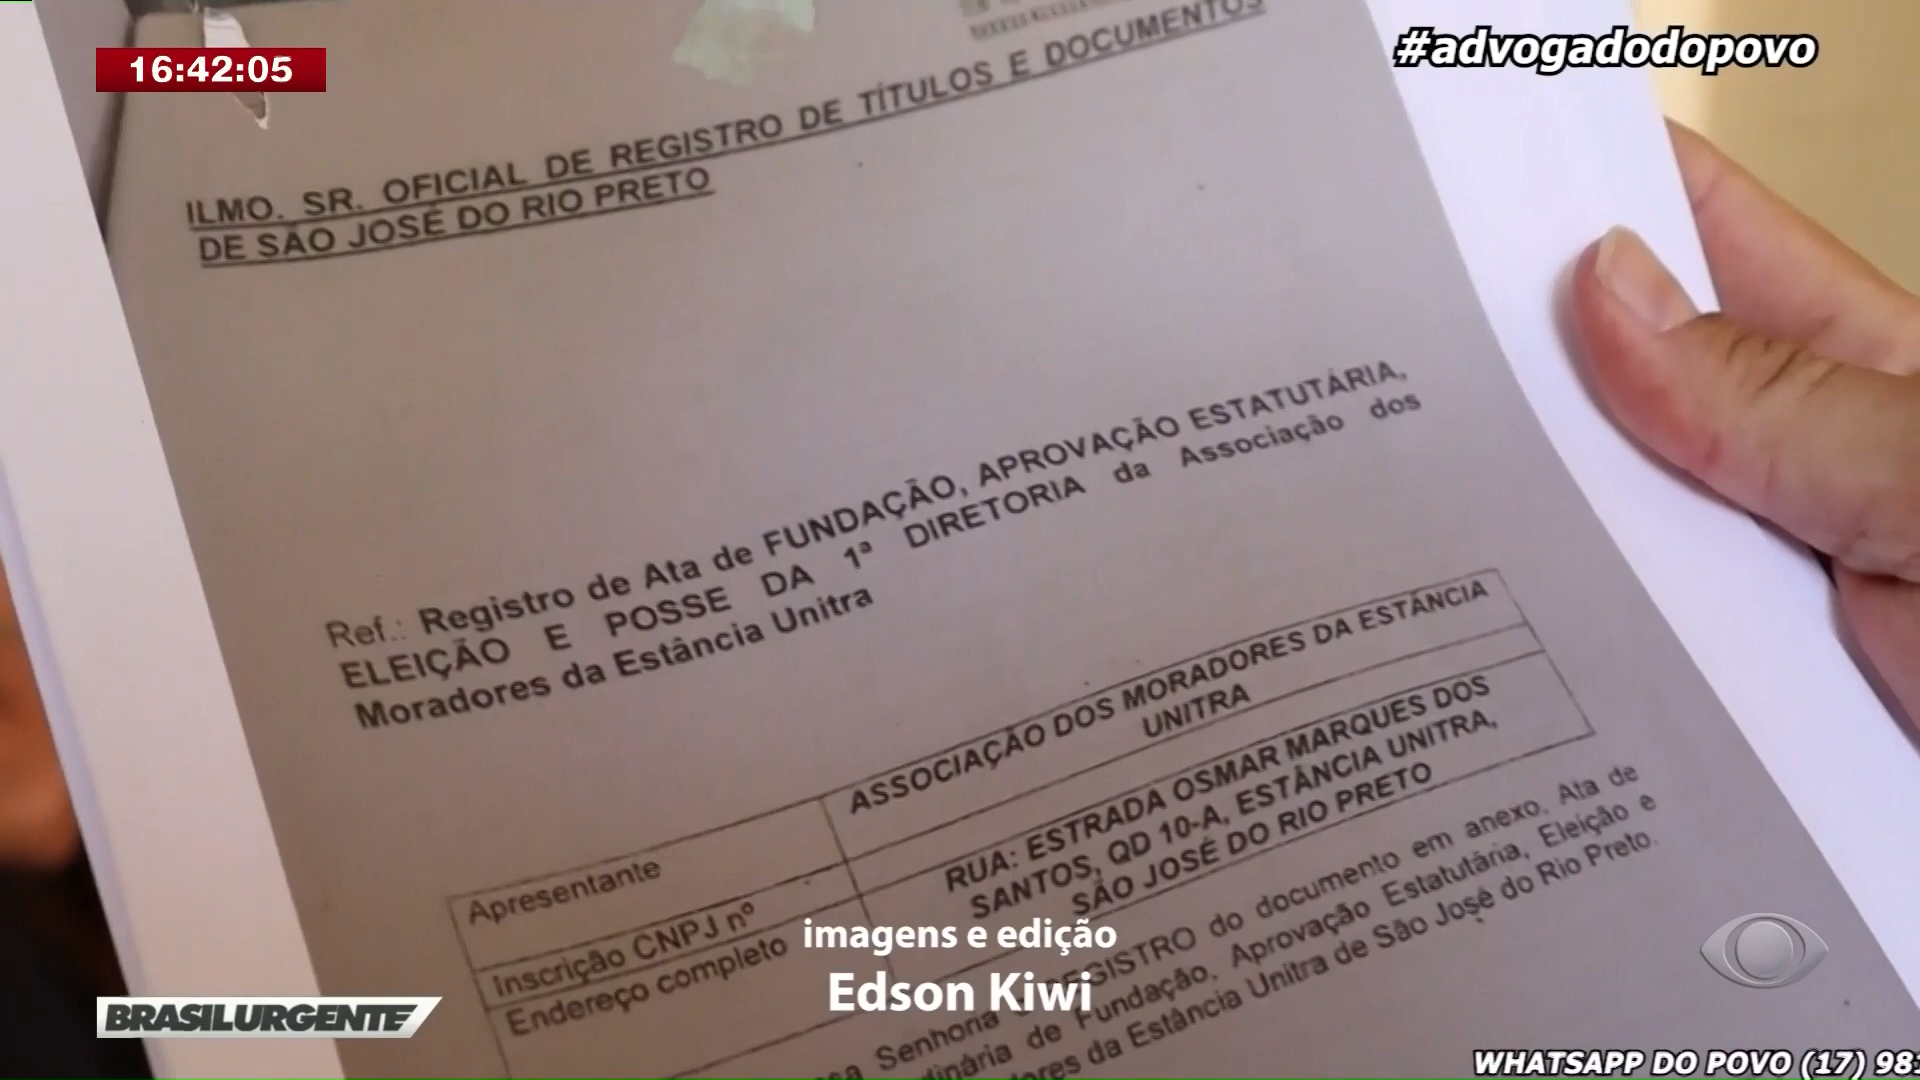 16:42:05
#advogadodopovo
ILMO. SR. OFICIAL DE REGISTRO DE TÍTULOS E DOCUMENTOS
DE SÃO JOSÉ DO RIO PRETO
Ref.: Registro de Ata de FUNDAÇÃO, APROVAÇÃO ESTATUTÁRIA,
ELEIÇÃO E POSSE DA 1ª DIRETORIA da Associação dos
Moradores da Estância Unitra
ASSOCIAÇÃO DOS MORADORES DA ESTÂNCIA
UNITRA
Apresentante
Inscrição CNPJ nº
Endereço completo
RUA: ESTRADA OSMAR MARQUES DOS
SANTOS, QD 10-A, ESTÂNCIA UNITRA,
SÃO JOSÉ DO RIO PRETO
Senhoria REGISTRO do documento em anexo, Ata de
de Fundação, Aprovação Estatutária, Eleição e
da Estância Unitra de São José do Rio Preto.
imagens e edição
Edson Kiwi
BRASILURGENTE
WHATSAPP DO POVO (17) 98